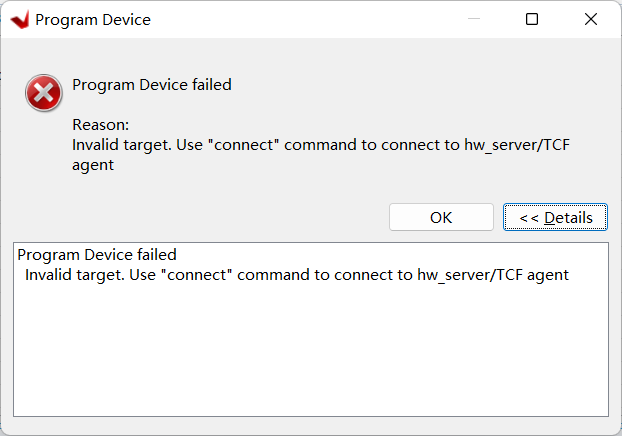 Program Device
Program Device failed
Reason:
Invalid target. Use "connect" command to connect to hw_server/TCF
agent
OK
<< Details
Program Device failed
Invalid target. Use "connect" command to connect to hw_server/TCF agent